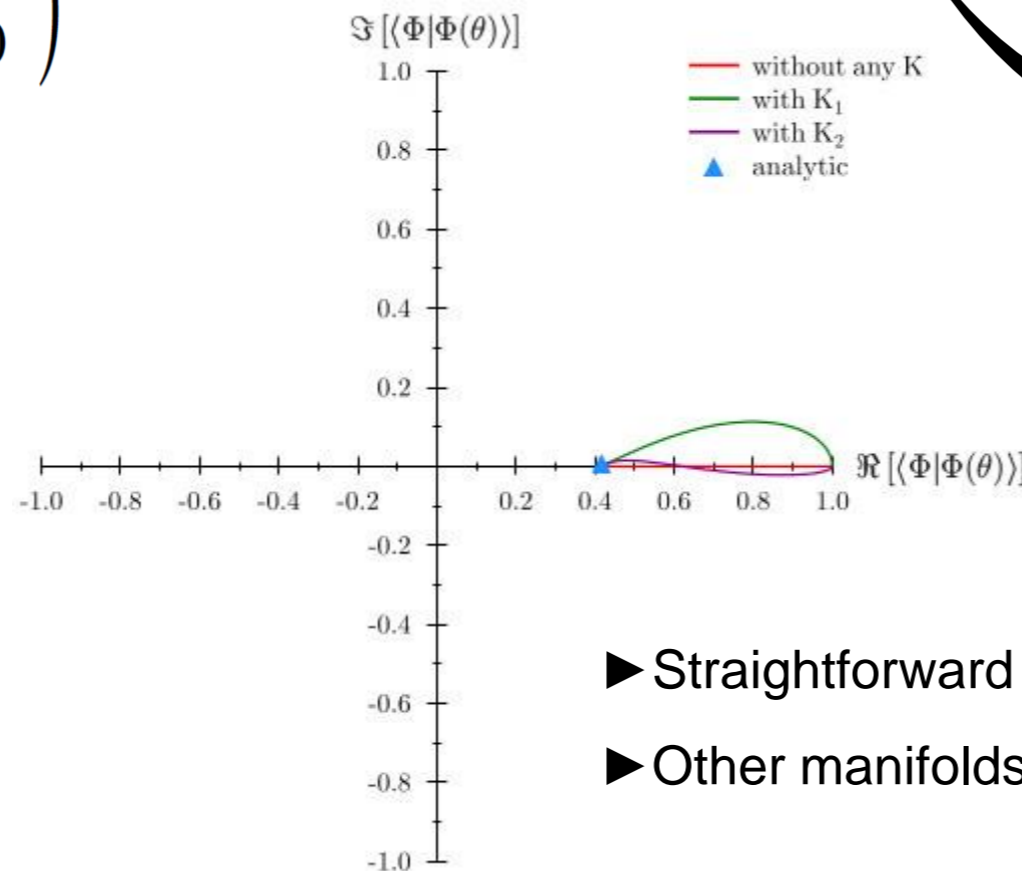 ℑ [⟨Φ|Φ(θ)⟩]
without any K
with K₁
with K₂
analytic
1.0
0.8
0.6
0.4
0.2
-1.0 -0.8 -0.6 -0.4 -0.2 0.2 0.4 0.6 0.8 1.0
ℜ [⟨Φ|Φ(θ)⟩]
-0.2
-0.4
-0.6
-0.8
-1.0
►Straightforward
►Other manifolds